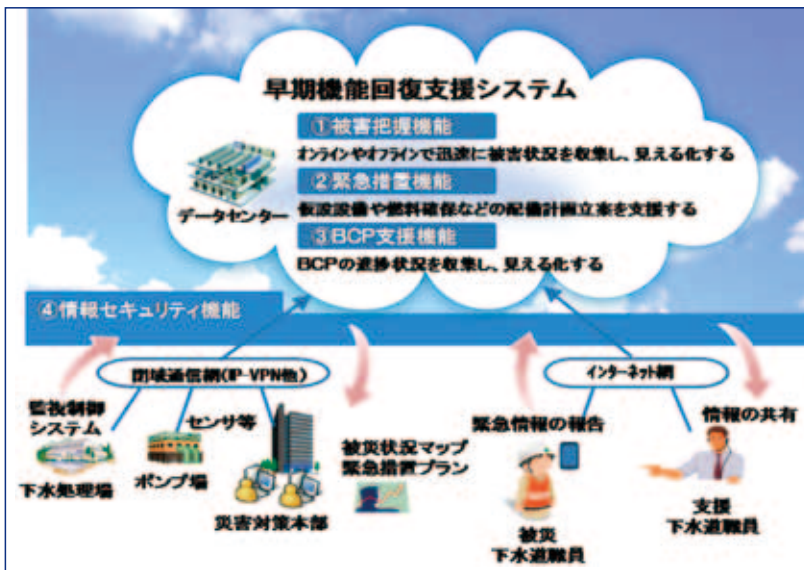 早期機能回復支援システム
①被害把握機能
オンラインやオフラインで迅速に被害状況を収集し、見える化する
②緊急措置機能
データセンター
仮設設備や燃料確保などの配備計画立案を支援する
③BCP支援機能
BCPの進捗状況を収集し、見える化する
④情報セキュリティ機能
閉域通信網(IP-VPN他)
インターネット網
監視制御
システム
センサ等
下水処理場
ポンプ場
災害対策本部
被災状況マップ
緊急措置プラン
緊急情報の報告
被災
下水道職員
情報の共有
支援
下水道職員